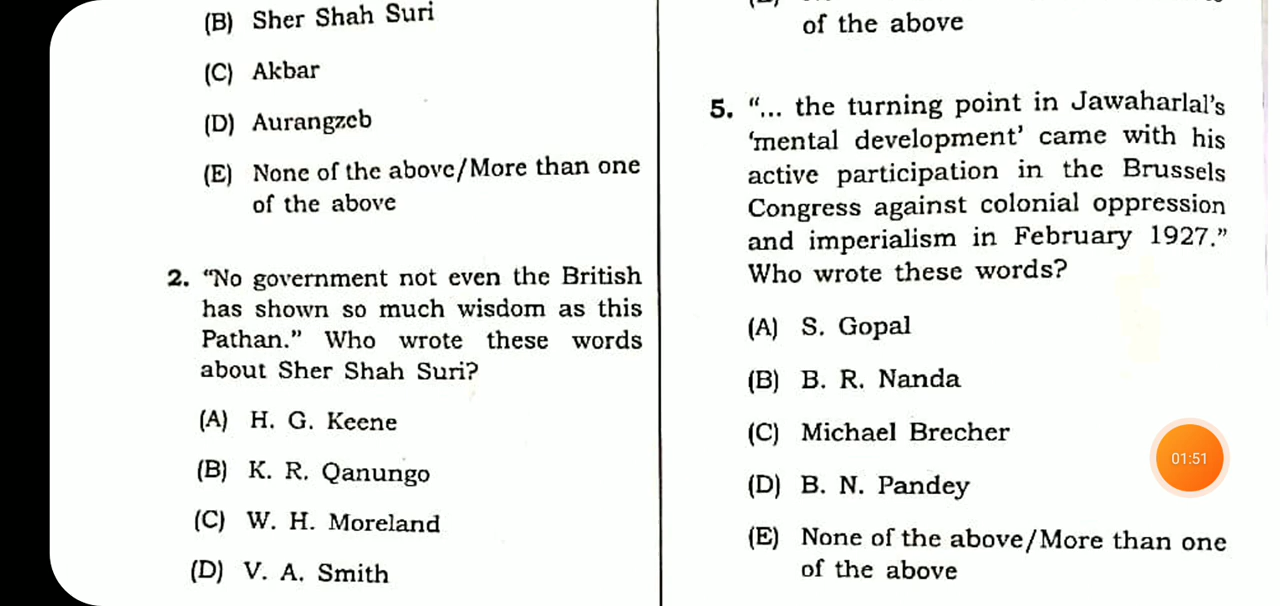 (B) Sher Shah Suri
(C) Akbar
(D) Aurangzeb
(E) None of the above/More than one
of the above
2. “No government not even the British
has shown so much wisdom as this
Pathan.” Who wrote these words
about Sher Shah Suri?
(A) H. G. Keene
(B) K. R. Qanungo
(C) W. H. Moreland
(D) V. A. Smith
of the above
5. “... the turning point in Jawaharlal’s
‘mental development’ came with his
active participation in the Brussels
Congress against colonial oppression
and imperialism in February 1927.”
Who wrote these words?
(A) S. Gopal
(B) B. R. Nanda
(C) Michael Brecher
(D) B. N. Pandey
(E) None of the above/More than one
of the above
01:51